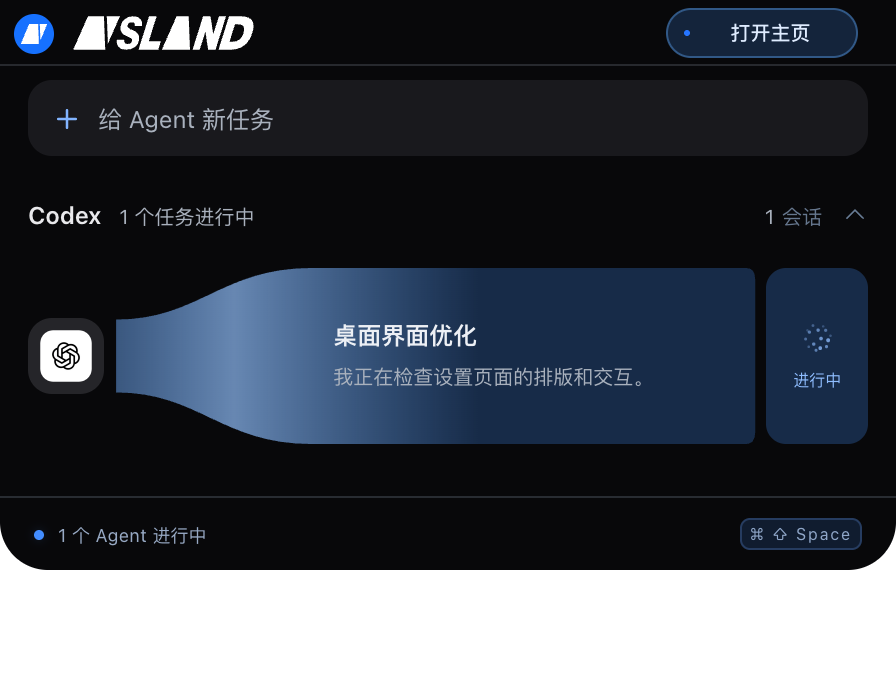 AISLAND
打开主页
给 Agent 新任务
Codex 1 个任务进行中 1 会话
桌面界面优化
我正在检查设置页面的排版和交互。
进行中
1 个 Agent 进行中
⌘ ⇧ Space